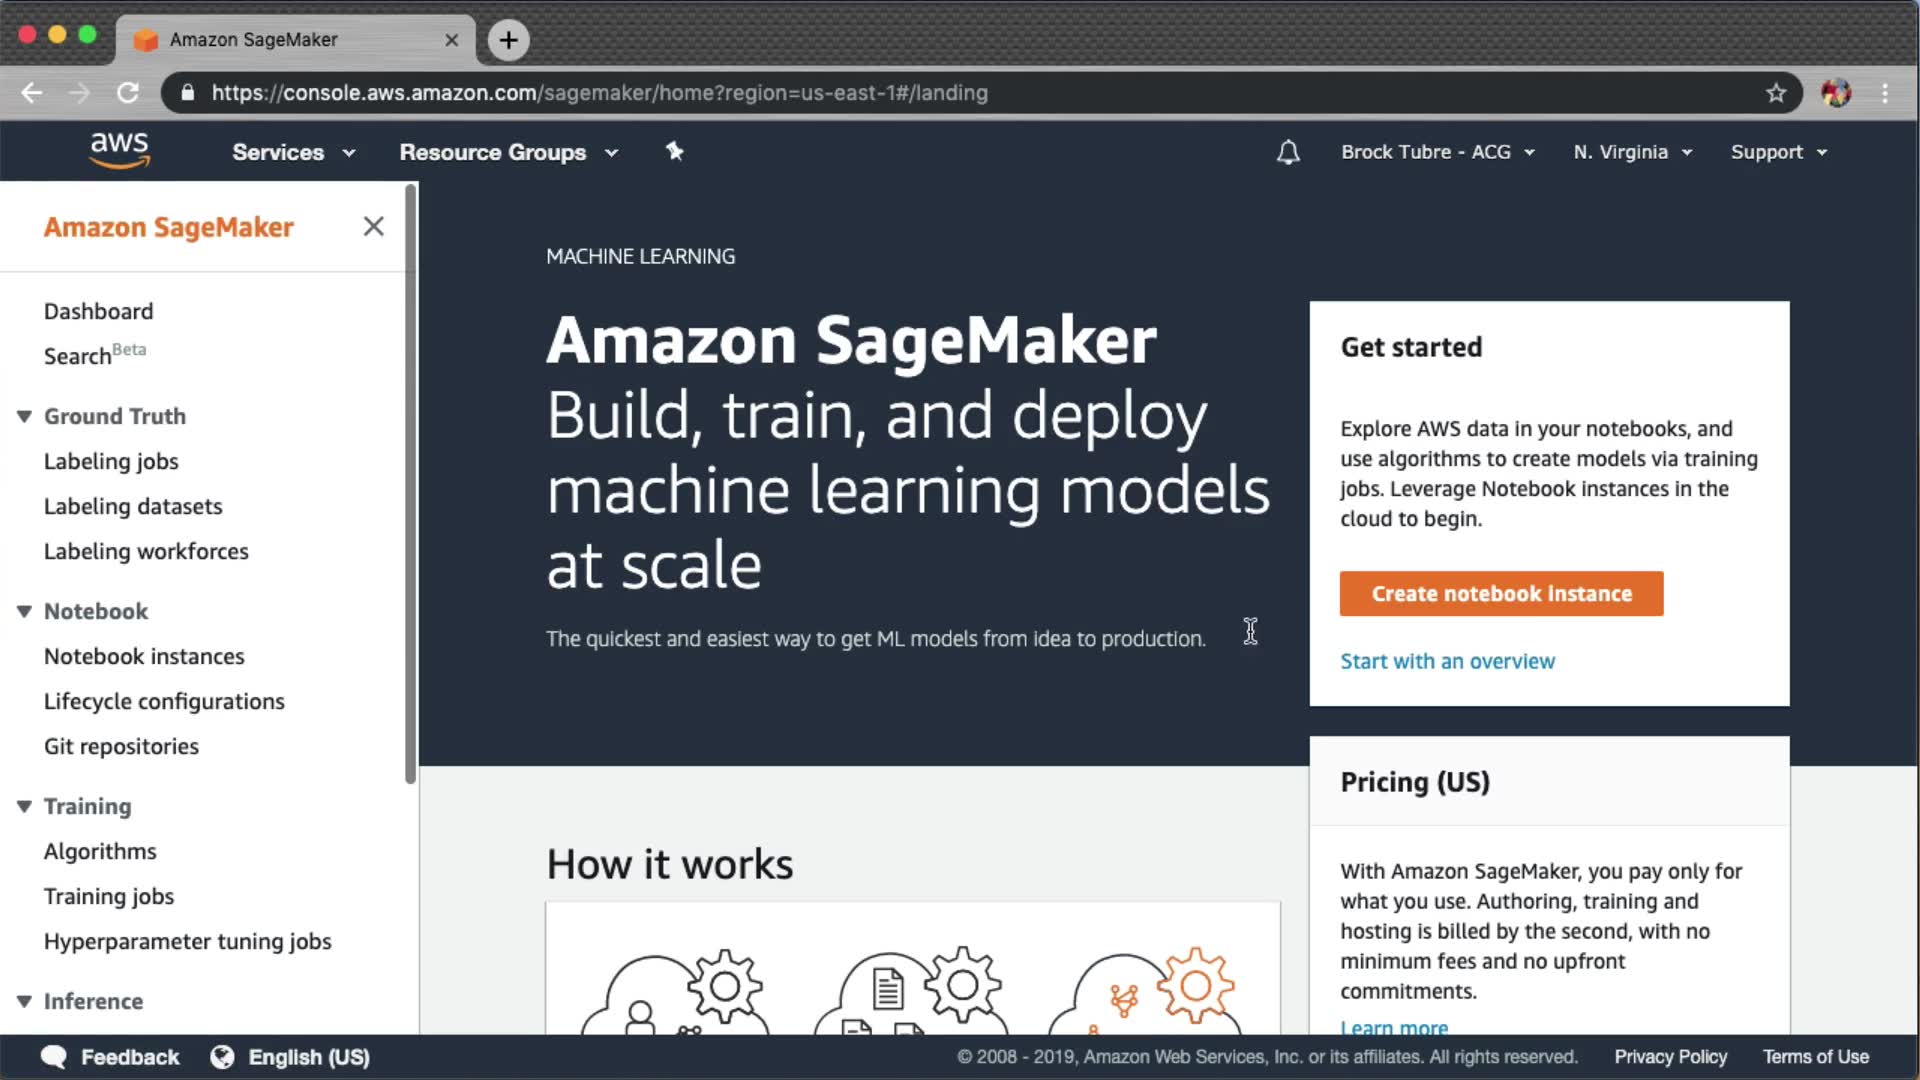 Amazon SageMaker
https://console.aws.amazon.com/sagemaker/home?region=us-east-1#/landing
aws
Services
Resource Groups
Brock Tubre - ACG
N. Virginia
Support
Amazon SageMaker
Dashboard
Search Beta
Ground Truth
Labeling jobs
Labeling datasets
Labeling workforces
Notebook
Notebook instances
Lifecycle configurations
Git repositories
Training
Algorithms
Training jobs
Hyperparameter tuning jobs
Inference
MACHINE LEARNING
Amazon SageMaker
Build, train, and deploy
machine learning models
at scale
The quickest and easiest way to get ML models from idea to production.
Get started
Explore AWS data in your notebooks, and
use algorithms to create models via training
jobs. Leverage Notebook instances in the
cloud to begin.
Create notebook instance
Start with an overview
How it works
Pricing (US)
With Amazon SageMaker, you pay only for
what you use. Authoring, training and
hosting is billed by the second, with no
minimum fees and no upfront
commitments.
Learn more
Feedback
English (US)
© 2008 - 2019, Amazon Web Services, Inc. or its affiliates. All rights reserved.
Privacy Policy
Terms of Use